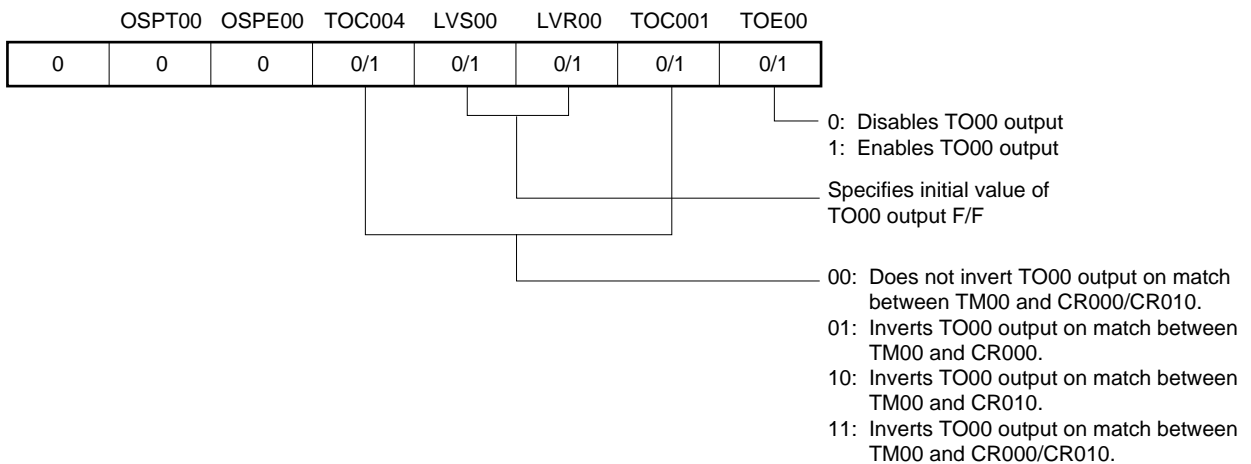 OSPT00 OSPE00 TOC004 LVS00 LVR00 TOC001 TOE00
0 0 0 0/1 0/1 0/1 0/1 0/1
0: Disables TO00 output
1: Enables TO00 output
Specifies initial value of
TO00 output F/F
00: Does not invert TO00 output on match
between TM00 and CR000/CR010.
01: Inverts TO00 output on match between
TM00 and CR000.
10: Inverts TO00 output on match between
TM00 and CR010.
11: Inverts TO00 output on match between
TM00 and CR000/CR010.